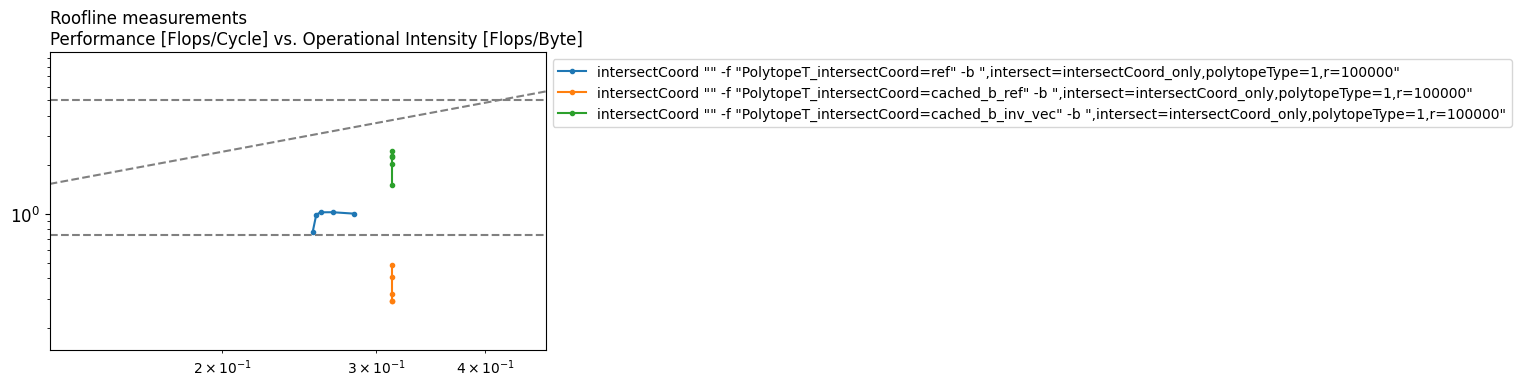 Roofline measurements
Performance [Flops/Cycle] vs. Operational Intensity [Flops/Byte]
intersectCoord "" -f "PolytopeT_intersectCoord=ref" -b ",intersect=intersectCoord_only,polytopeType=1,r=100000"
intersectCoord "" -f "PolytopeT_intersectCoord=cached_b_ref" -b ",intersect=intersectCoord_only,polytopeType=1,r=100000"
intersectCoord "" -f "PolytopeT_intersectCoord=cached_b_inv_vec" -b ",intersect=intersectCoord_only,polytopeType=1,r=100000"
10⁰
2 × 10⁻¹ 3 × 10⁻¹ 4 × 10⁻¹